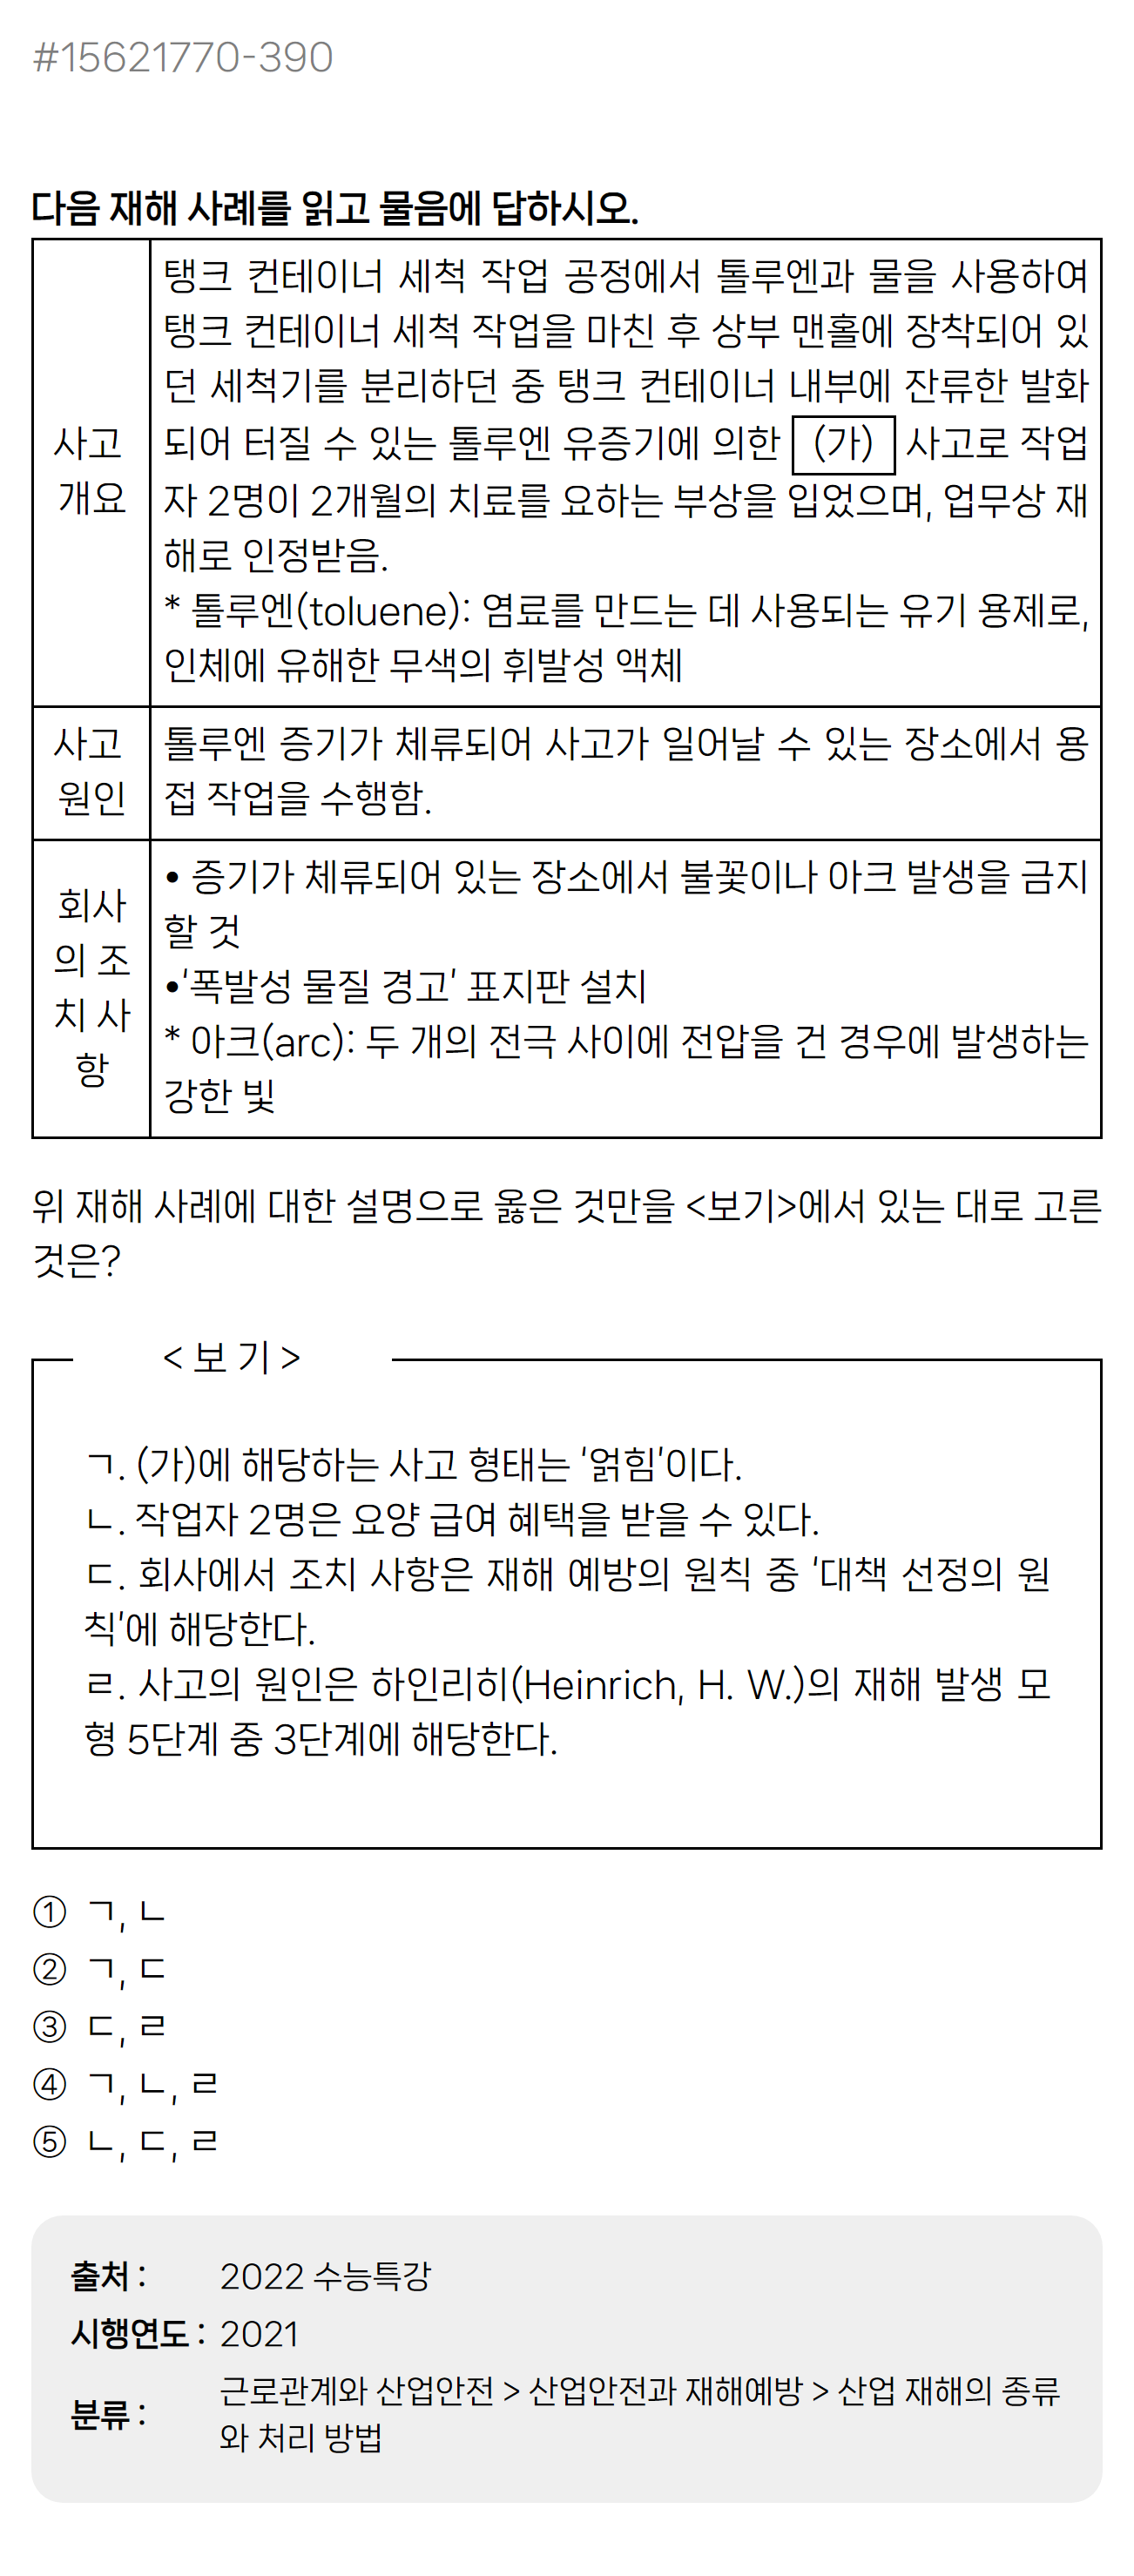 #15621770-390
다음 재해 사례를 읽고 물음에 답하시오.
사고
개요
탱크 컨테이너 세척 작업 공정에서 톨루엔과 물을 사용하여
탱크 컨테이너 세척 작업을 마친 후 상부 맨홀에 장착되어 있
던 세척기를 분리하던 중 탱크 컨테이너 내부에 잔류한 발화
되어 터질 수 있는 톨루엔 유증기에 의한 (가) 사고로 작업
자 2명이 2개월의 치료를 요하는 부상을 입었으며, 업무상 재
해로 인정받음.
* 톨루엔(toluene): 염료를 만드는 데 사용되는 유기 용제로,
인체에 유해한 무색의 휘발성 액체
사고
원인
톨루엔 증기가 체류되어 사고가 일어날 수 있는 장소에서 용
접 작업을 수행함.
회사
의 조
치 사
항
• 증기가 체류되어 있는 장소에서 불꽃이나 아크 발생을 금지
할 것
•'폭발성 물질 경고' 표지판 설치
* 아크(arc): 두 개의 전극 사이에 전압을 건 경우에 발생하는
강한 빛
위 재해 사례에 대한 설명으로 옳은 것만을 <보기>에서 있는 대로 고른
것은?
< 보 기 >
ㄱ. (가)에 해당하는 사고 형태는 '얽힘'이다.
ㄴ. 작업자 2명은 요양 급여 혜택을 받을 수 있다.
ㄷ. 회사에서 조치 사항은 재해 예방의 원칙 중 '대책 선정의 원
칙'에 해당한다.
ㄹ. 사고의 원인은 하인리히(Heinrich, H. W.)의 재해 발생 모
형 5단계 중 3단계에 해당한다.
① ㄱ, ㄴ
② ㄱ, ㄷ
③ ㄷ, ㄹ
④ ㄱ, ㄴ, ㄹ
⑤ ㄴ, ㄷ, ㄹ
출처 : 2022 수능특강
시행연도 : 2021
분류 : 근로관계와 산업안전 > 산업안전과 재해예방 > 산업 재해의 종류
와 처리 방법